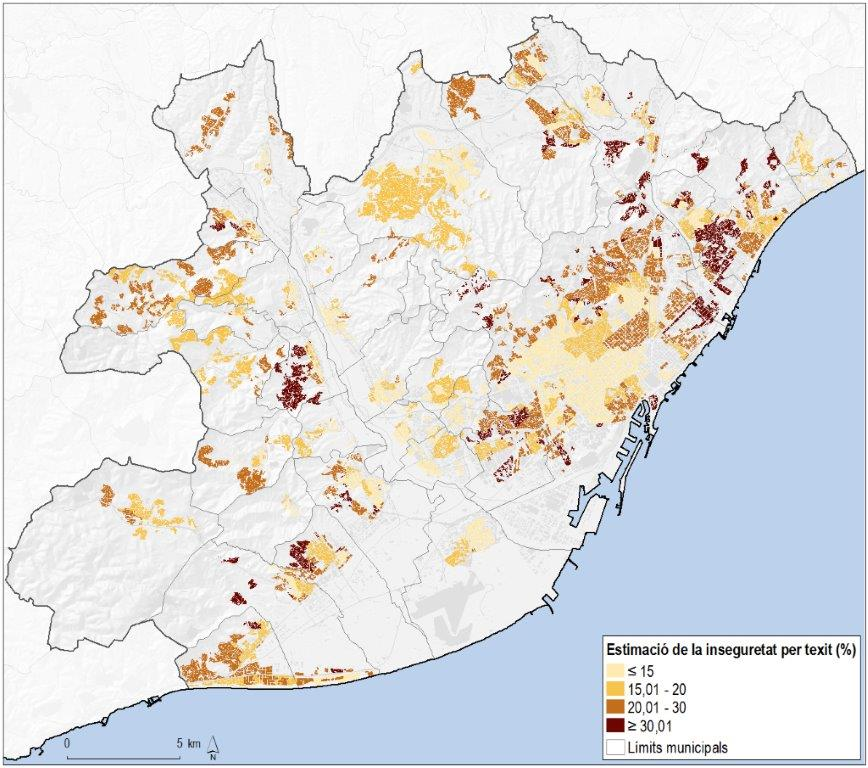 Estimació de la inseguretat per texit (%)
≤ 15
15,01 - 20
20,01 - 30
≥ 30,01
Límits municipals
0 5 km
N